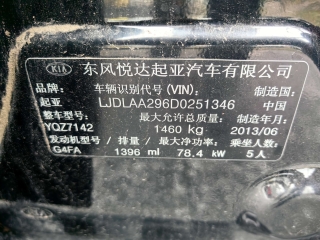 KIA 东风悦达起亚汽车有限公司
品牌: 车辆识别代号(VIN): 制造国:
起亚 LJDLAA296D0251346 中国
整车型号: 最大允许总质量: 制造年月:
YQZ7142 1460 kg 2013/06
发动机型号 / 排量 / 最大净功率: 乘坐人数:
G4FA 1396 ml 78.4 kW 5人